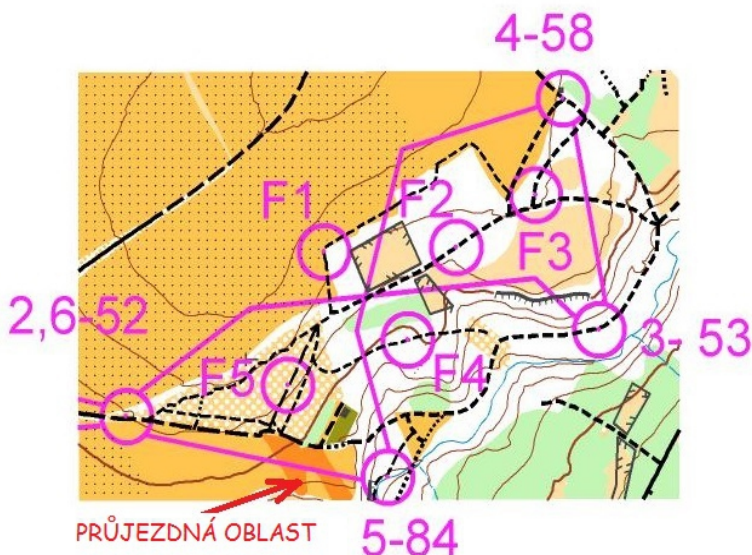 4-58
F1
F2
F3
2,6-52
3- 53
F5
F4
PRŮJEZDNÁ OBLAST
5-84